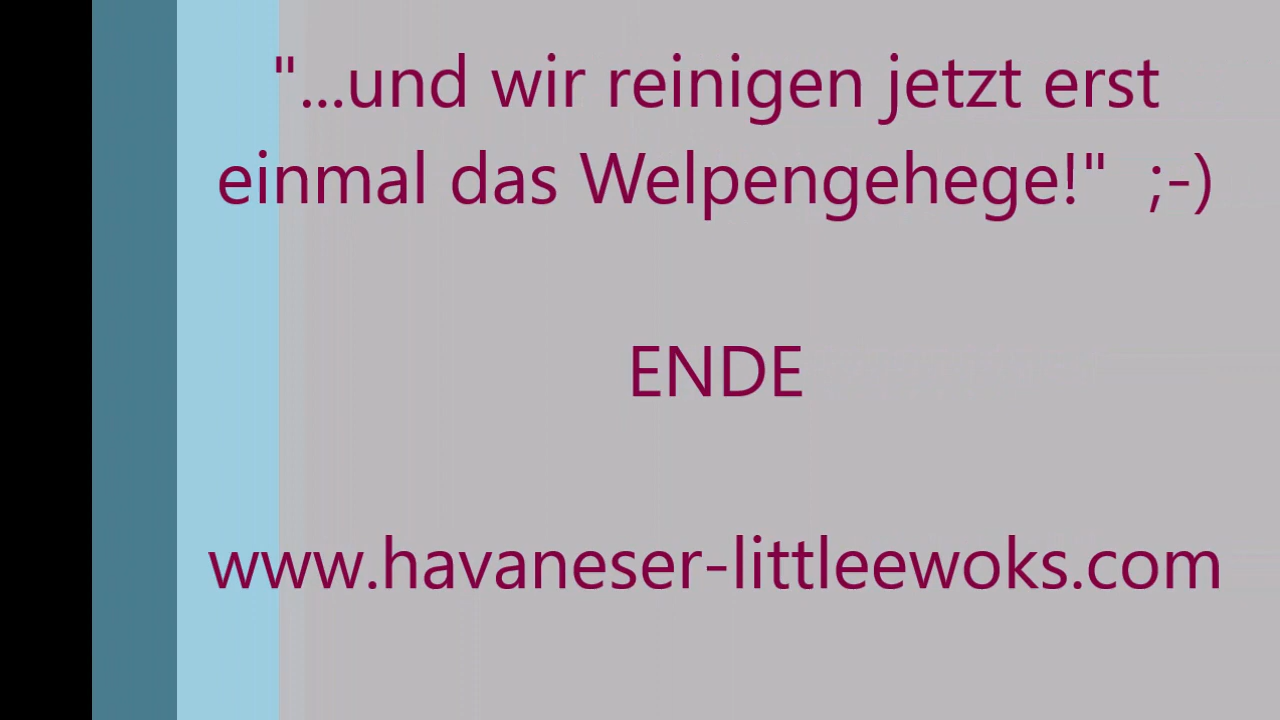 "...und wir reinigen jetzt erst
einmal das Welpengehege!"  ;-)
ENDE
www.havaneser-littleewoks.com